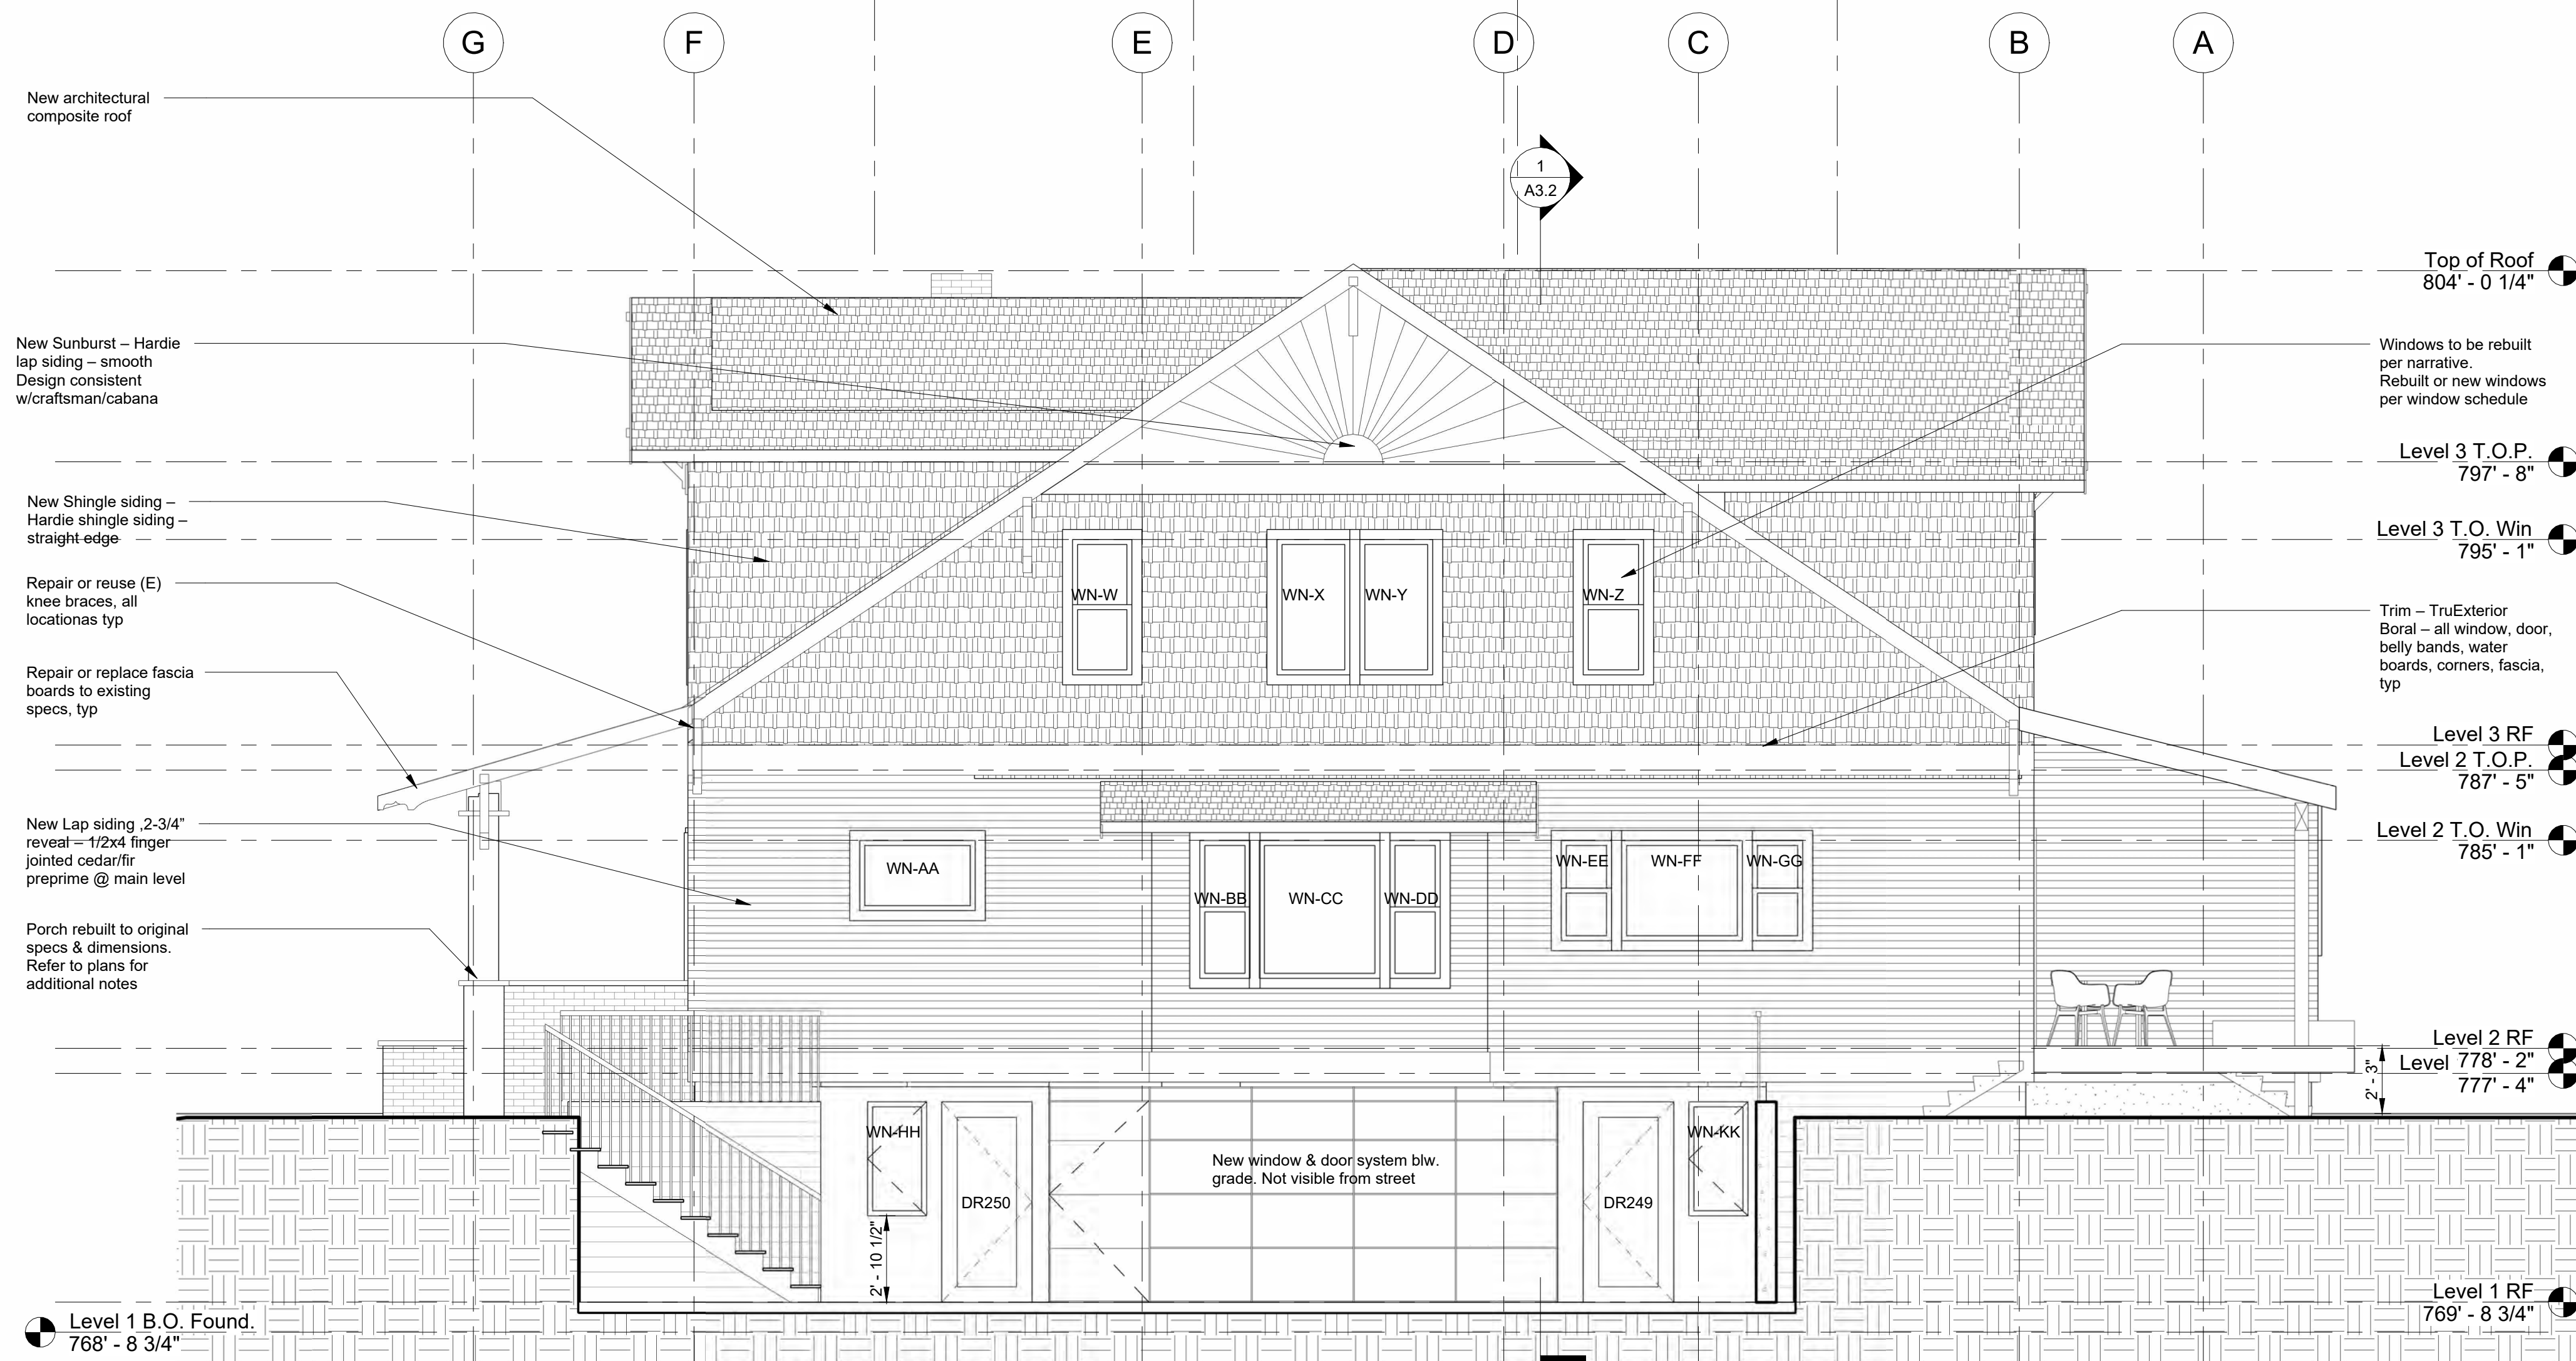 G
F
E
D
C
B
A
New architectural
composite roof
1
A3.2
Top of Roof
804' - 0 1/4"
New Sunburst – Hardie
lap siding – smooth
Design consistent
w/craftsman/cabana
Windows to be rebuilt
per narrative.
Rebuilt or new windows
per window schedule
Level 3 T.O.P.
797' - 8"
New Shingle siding –
Hardie shingle siding –
straight edge
Level 3 T.O. Win
795' - 1"
Repair or reuse (E)
knee braces, all
locationas typ
WN-W
WN-X
WN-Y
WN-Z
Trim – TruExterior
Boral – all window, door,
belly bands, water
boards, corners, fascia,
typ
Repair or replace fascia
boards to existing
specs, typ
Level 3 RF
Level 2 T.O.P.
787' - 5"
New Lap siding ,2-3/4”
reveal – 1/2x4 finger
jointed cedar/fir
preprime @ main level
Level 2 T.O. Win
785' - 1"
WN-AA
WN-BB
WN-CC
WN-DD
WN-EE
WN-FF
WN-GG
Porch rebuilt to original
specs & dimensions.
Refer to plans for
additional notes
Level 2 RF
778' - 2"
Level
777' - 4"
2' - 3"
WN-HH
WN-KK
New window & door system blw.
grade. Not visible from street
DR250
DR249
2' - 10 1/2"
Level 1 RF
769' - 8 3/4"
Level 1 B.O. Found.
768' - 8 3/4"